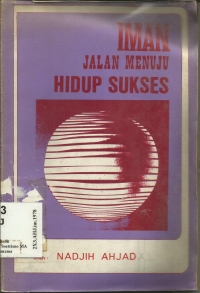 IMAN
JALAN MENUJU
HIDUP SUKSES
NADJIH AHJAD